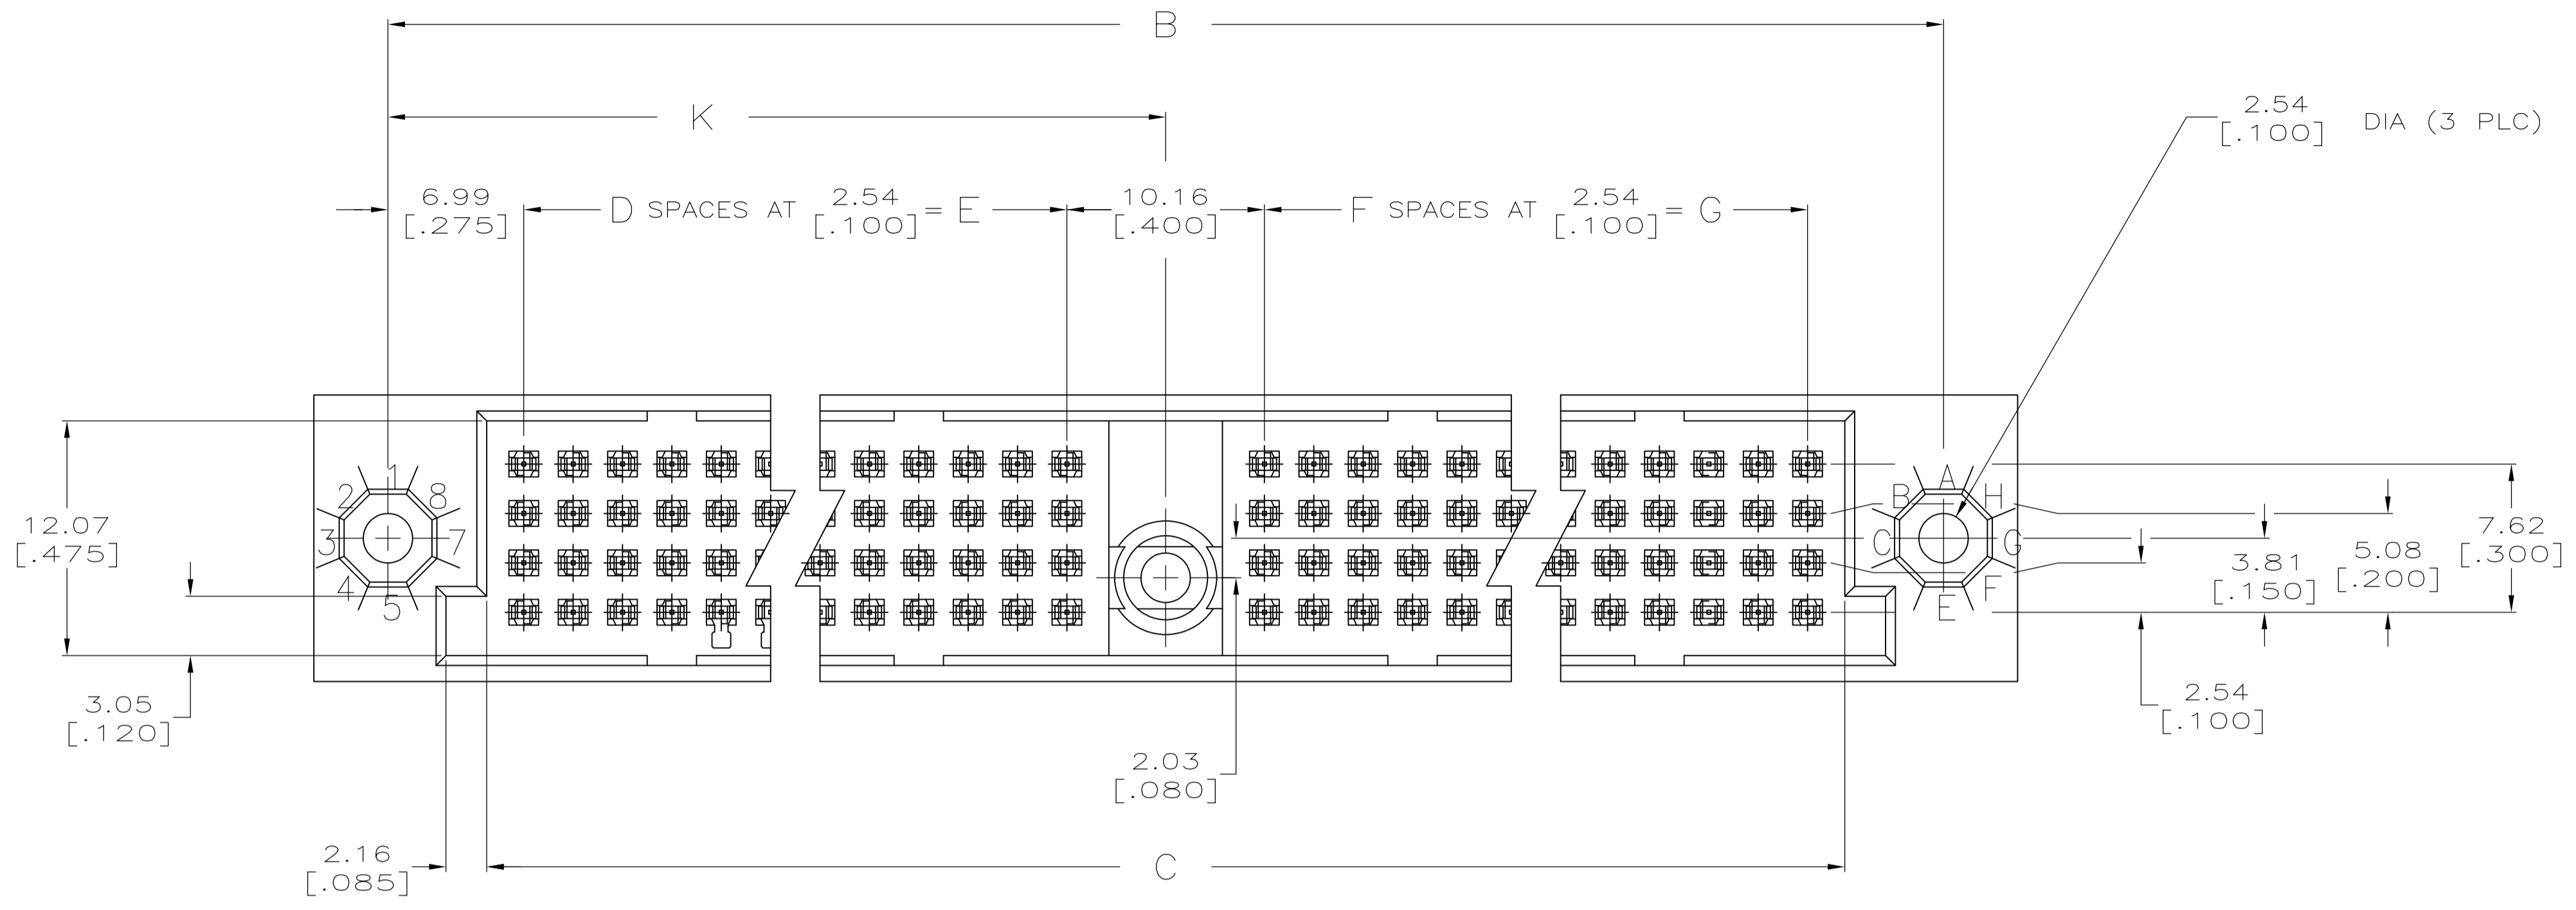 B
K
2.54
[.100] DIA (3 PLC)
6.99
[.275]
D SPACES AT 2.54 [.100] = E
10.16
[.400]
F SPACES AT 2.54 [.100] = G
1
2 8
3 7
4
5
A
B H
C G
F
E
12.07
[.475]
3.05
[.120]
7.62
[.300]
5.08
[.200]
3.81
[.150]
2.54
[.100]
2.03
[.080]
2.16
[.085]
C